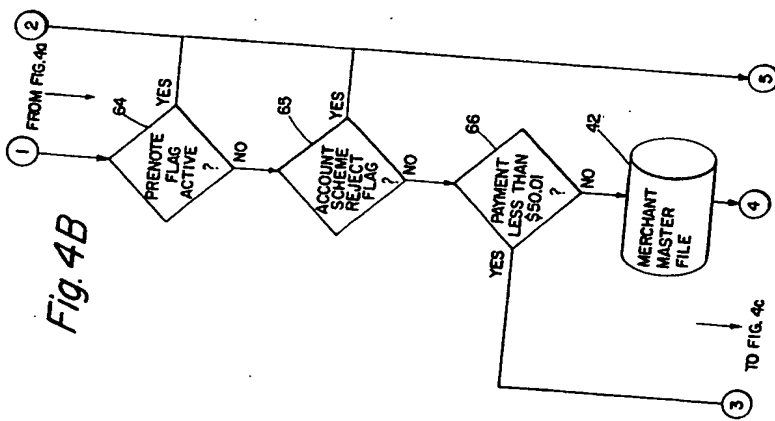 Fig. 4B
1
FROM FIG. 4a
2
64
PRENOTE
FLAG
ACTIVE
?
YES
NO
65
ACCOUNT
SCHEME
REJECT
FLAG
?
YES
NO
66
PAYMENT
LESS THAN
$50.01
?
YES
NO
42
MERCHANT
MASTER
FILE
TO FIG. 4c
3
4
5